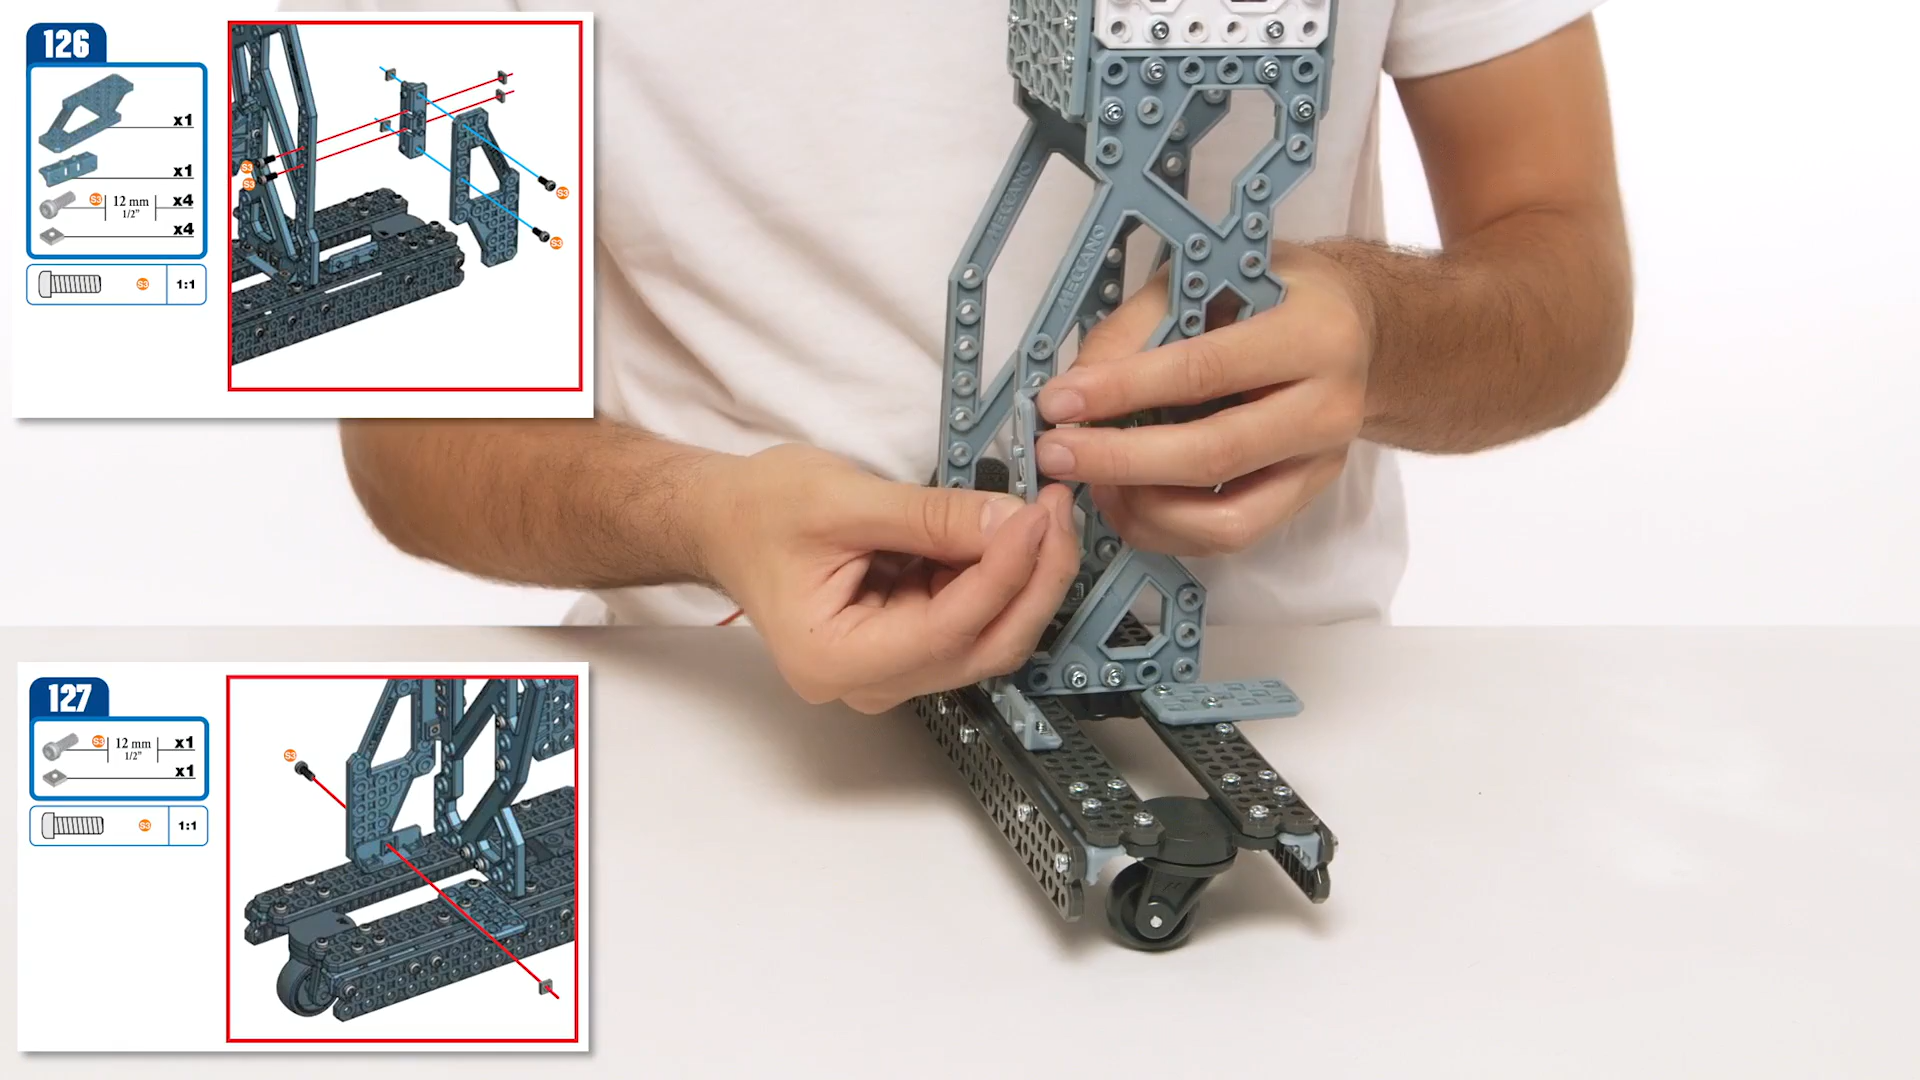 126
x1
x1
S3 12 mm x4
1/2"
x4
S3 1:1
S3
S3
S3
S3
127
S3 12 mm x1
1/2"
x1
S3 1:1
S3
MECCANO
MECCANO